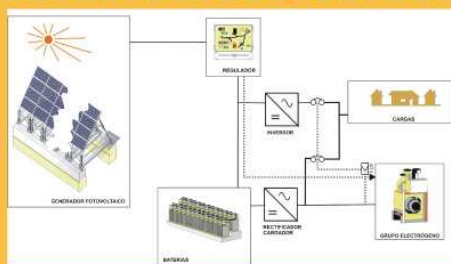 REGULADOR
INVERSOR
CARGAS
GENERADOR FOTOVOLTAICO
BATERIAS
RECTIFICADOR
CARGADOR
GRUPO ELECTRÓGENO